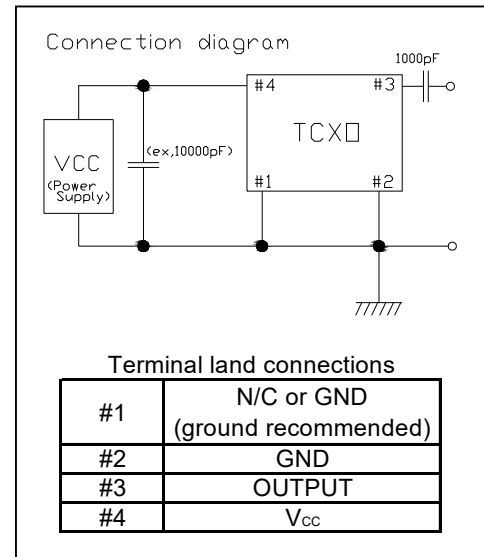 Connection diagram
1000pF
#4 #3
TCXO
(ex,10000pF)
VCC
(Power
Supply)
#1 #2
Terminal land connections
#1 N/C or GND
(ground recommended)
#2 GND
#3 OUTPUT
#4 Vcc